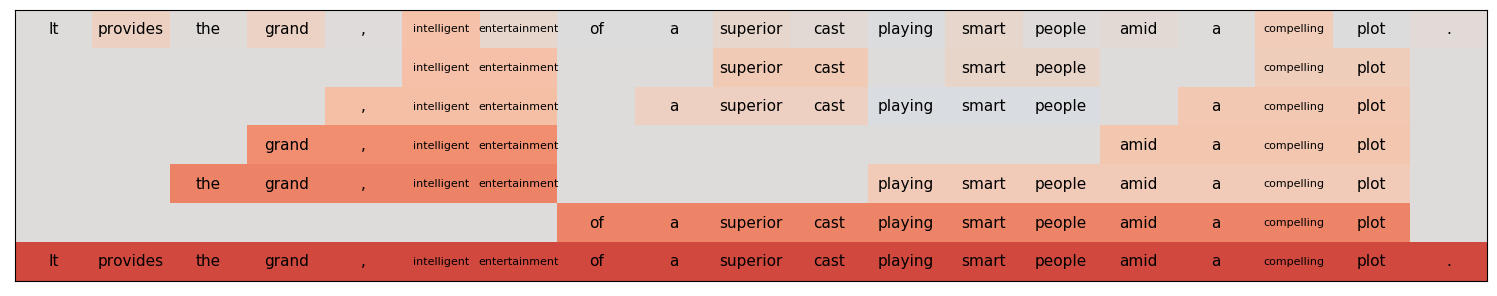 It provides the grand , intelligent entertainment of a superior cast playing smart people amid a compelling plot .
intelligent entertainment superior cast smart people compelling plot
, intelligent entertainment a superior cast playing smart people a compelling plot
grand , intelligent entertainment amid a compelling plot
the grand , intelligent entertainment playing smart people amid a compelling plot
of a superior cast playing smart people amid a compelling plot
It provides the grand , intelligent entertainment of a superior cast playing smart people amid a compelling plot .